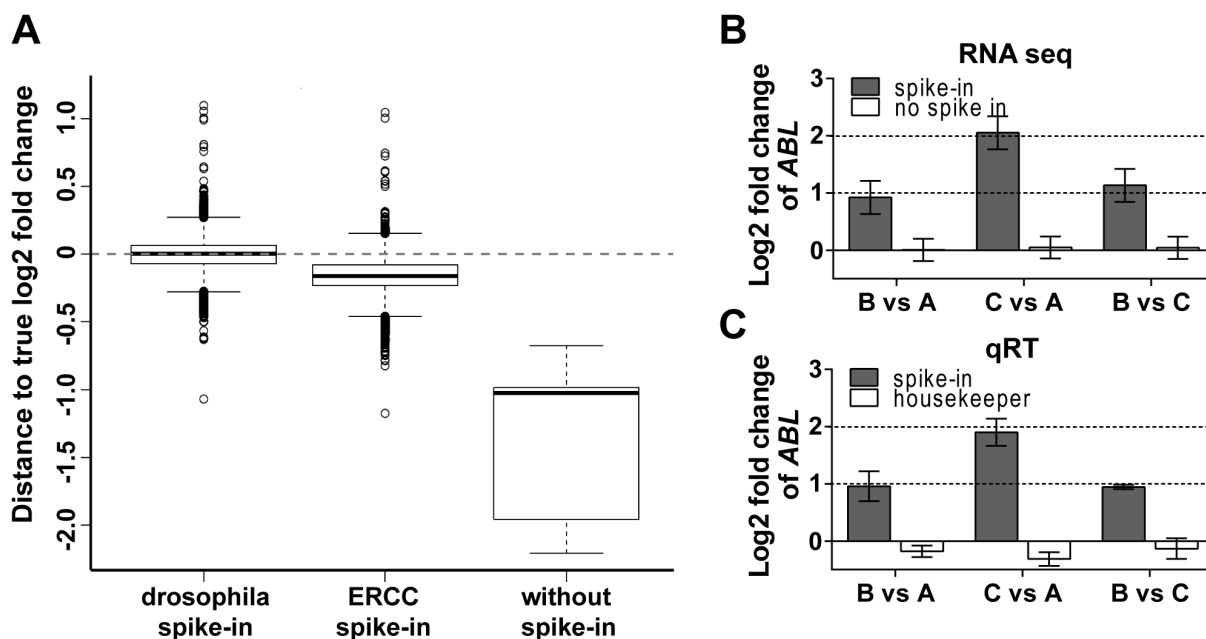 A
Distance to true log2 fold change
1.0
0.5
0
-0.5
-1.0
-1.5
-2.0
drosophila
spike-in
ERCC
spike-in
without
spike-in
B
RNA seq
Log2 fold change
of ABL
3
2
1
0
spike-in
no spike in
B vs A
C vs A
B vs C
C
qRT
Log2 fold change
of ABL
3
2
1
0
spike-in
housekeeper
B vs A
C vs A
B vs C